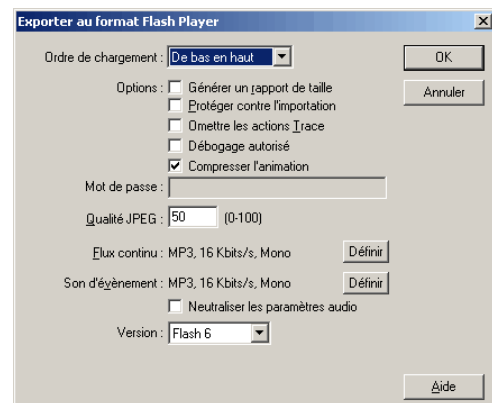 Exporter au format Flash Player
Ordre de chargement : De bas en haut
OK
Options : Générer un rapport de taille
Annuler
Protéger contre l'importation
Omettre les actions Trace
Débogage autorisé
Compresser l'animation
Mot de passe :
Qualité JPEG : 50 (0-100)
Flux continu : MP3, 16 Kbits/s, Mono Définir
Son d'évènement : MP3, 16 Kbits/s, Mono Définir
Neutraliser les paramètres audio
Version : Flash 6
Aide